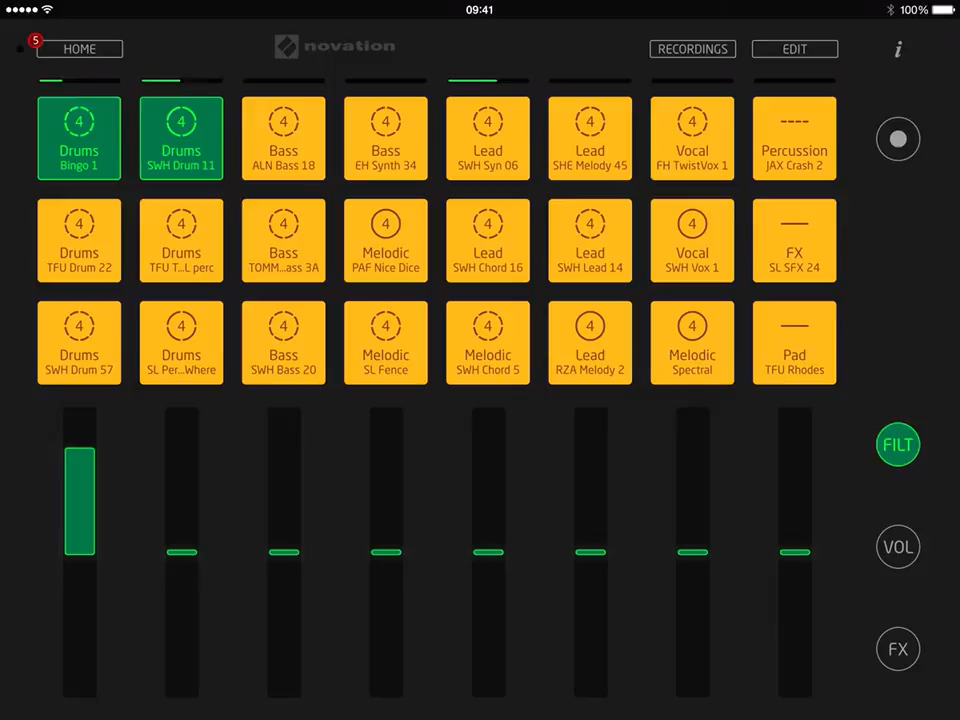 09:41
100%
5
HOME
novation
RECORDINGS
EDIT
i
4
Drums
Bingo 1
4
Drums
SWH Drum 11
4
Bass
ALN Bass 18
4
Bass
EH Synth 34
4
Lead
SWH Syn 06
4
Lead
SHE Melody 45
4
Vocal
FH TwistVox 1
Percussion
JAX Crash 2
4
Drums
TFU Drum 22
4
Drums
TFU T...L perc
4
Bass
TOMM...ass 3A
4
Melodic
PAF Nice Dice
4
Lead
SWH Chord 16
4
Lead
SWH Lead 14
4
Vocal
SWH Vox 1
FX
SL SFX 24
4
Drums
SWH Drum 57
4
Drums
SL Per...Where
4
Bass
SWH Bass 20
4
Melodic
SL Fence
4
Melodic
SWH Chord 5
4
Lead
RZA Melody 2
4
Melodic
Spectral
Pad
TFU Rhodes
FILT
VOL
FX